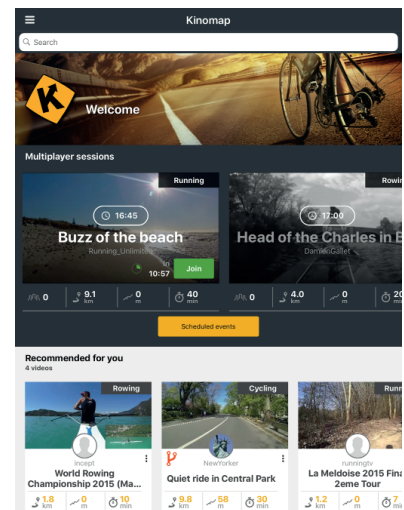 Kinomap
Search
Welcome
Multiplayer sessions
Running
16:45
Buzz of the beach
Running_Unlimited
in
10:57
Join
0
9.1
km
0
m
40
min
17:00
Head of the Charles in B
DamienGallet
0
4.0
km
0
m
20
Scheduled events
Recommended for you
4 videos
Rowing
incept
World Rowing
Championship 2015 (Ma...
1.8
km
0
m
10
min
Cycling
NewYorker
Quiet ride in Central Park
9.8
km
58
m
30
min
runningtv
La Meldoise 2015 Fina
2eme Tour
1.2
km
0
m
7